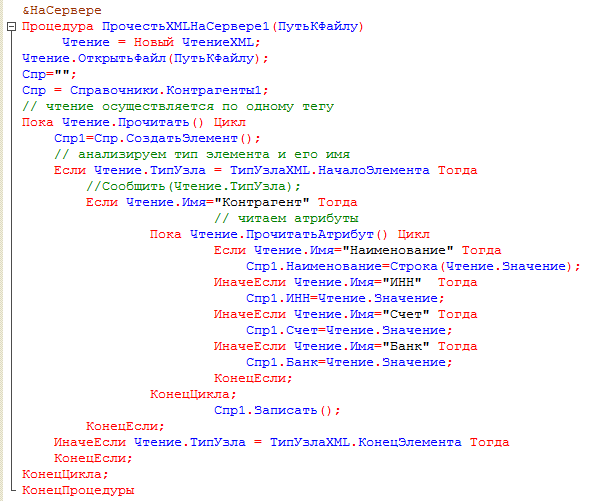 &НаСервере
Процедура ПрочестьXMLНаСервере1(ПутьКФайлу)
Чтение = Новый ЧтениеXML;
Чтение.ОткрытьФайл(ПутьКФайлу);
Спр="";
Спр = Справочники.Контрагенты1;
// чтение осуществляется по одному тегу
Пока Чтение.Прочитать() Цикл
Спр1=Спр.СоздатьЭлемент();
// анализируем тип элемента и его имя
Если Чтение.ТипУзла = ТипУзлаXML.НачалоЭлемента Тогда
//Сообщить(Чтение.ТипУзла);
Если Чтение.Имя="Контрагент" Тогда
// читаем атрибуты
Пока Чтение.ПрочитатьАтрибут() Цикл
Если Чтение.Имя="Наименование" Тогда
Спр1.Наименование=Строка(Чтение.Значение);
ИначеЕсли Чтение.Имя="ИНН" Тогда
Спр1.ИНН=Чтение.Значение;
ИначеЕсли Чтение.Имя="Счет" Тогда
Спр1.Счет=Чтение.Значение;
ИначеЕсли Чтение.Имя="Банк" Тогда
Спр1.Банк=Чтение.Значение;
КонецЕсли;
КонецЦикла;
Спр1.Записать();
КонецЕсли;
ИначеЕсли Чтение.ТипУзла = ТипУзлаXML.КонецЭлемента Тогда
КонецЕсли;
КонецЦикла;
КонецПроцедуры